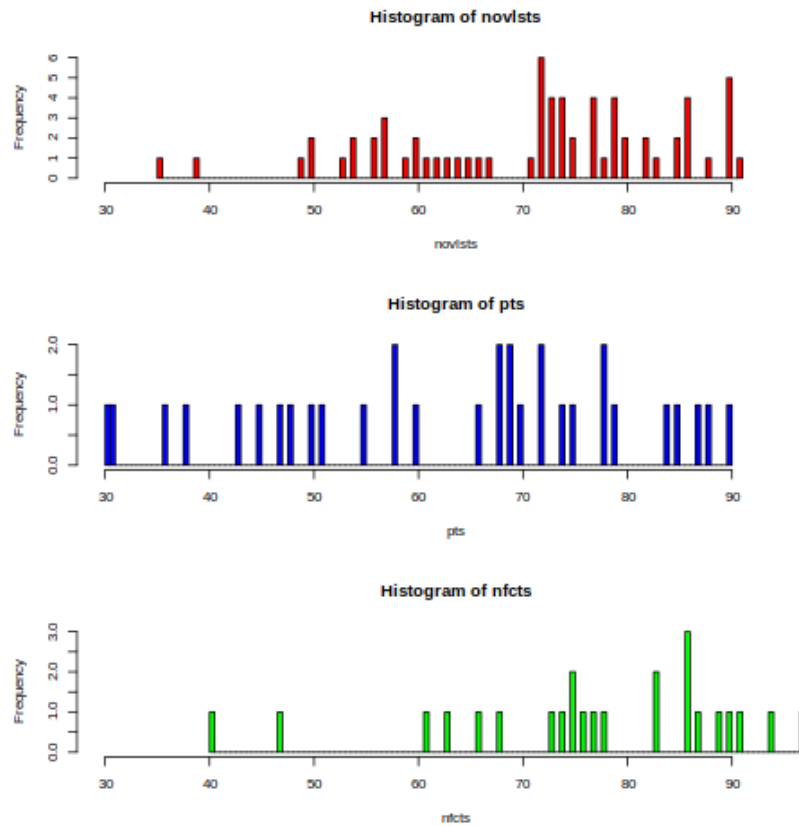 Histogram of novlsts
Frequency
0 1 2 3 4 5 6
30 40 50 60 70 80 90
novlsts
Histogram of pts
Frequency
0.0 1.0 2.0
30 40 50 60 70 80 90
pts
Histogram of nfcts
Frequency
0.0 1.0 2.0 3.0
30 40 50 60 70 80 90
nfcts